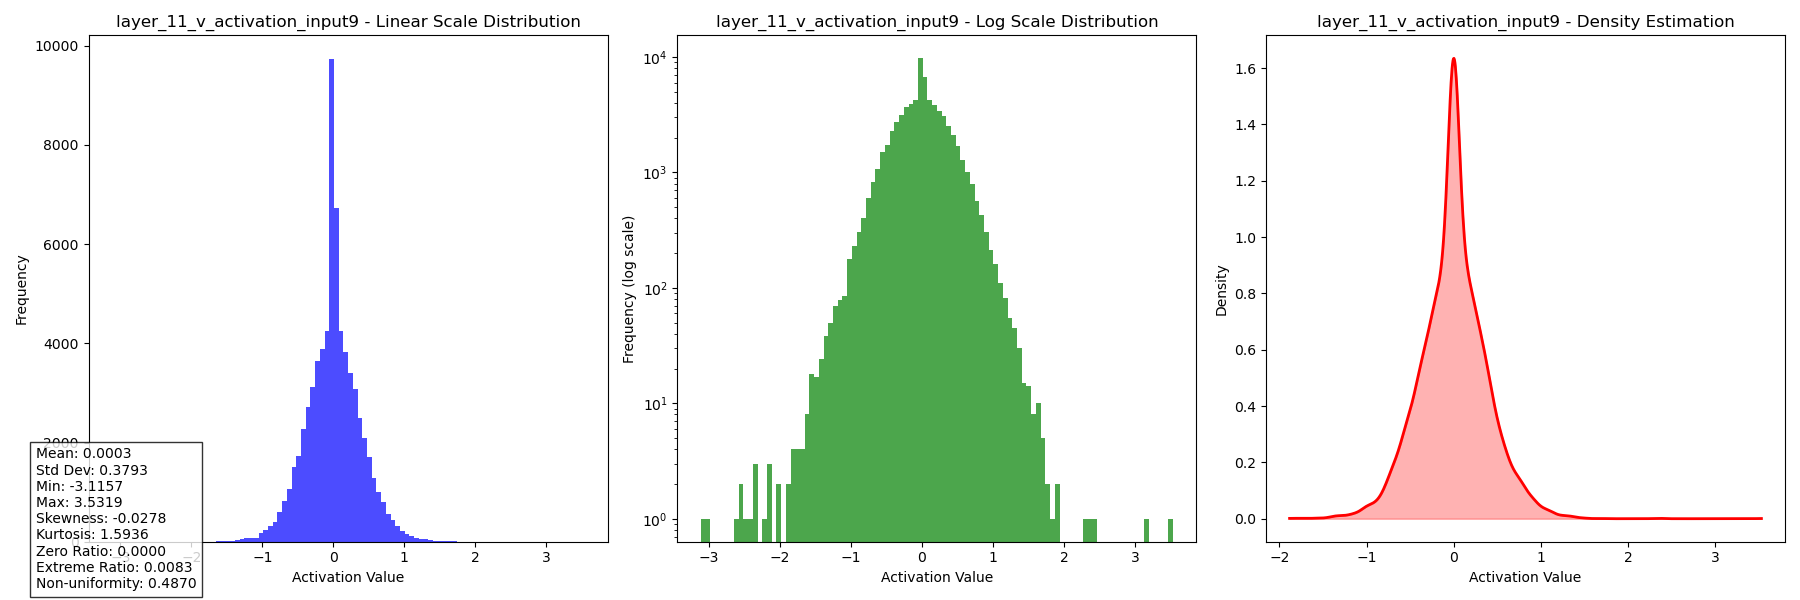 layer_11_v_activation_input9 - Linear Scale Distribution
10000
8000
6000
4000
2000
Frequency
−1
0
1
2
3
Activation Value
Mean: 0.0003
Std Dev: 0.3793
Min: -3.1157
Max: 3.5319
Skewness: -0.0278
Kurtosis: 1.5936
Zero Ratio: 0.0000
Extreme Ratio: 0.0083
Non-uniformity: 0.4870
layer_11_v_activation_input9 - Log Scale Distribution
10^4
10^3
10^2
10^1
10^0
Frequency (log scale)
−3
−2
−1
0
1
2
3
Activation Value
layer_11_v_activation_input9 - Density Estimation
1.6
1.4
1.2
1.0
0.8
0.6
0.4
0.2
0.0
Density
−2
−1
0
1
2
3
Activation Value